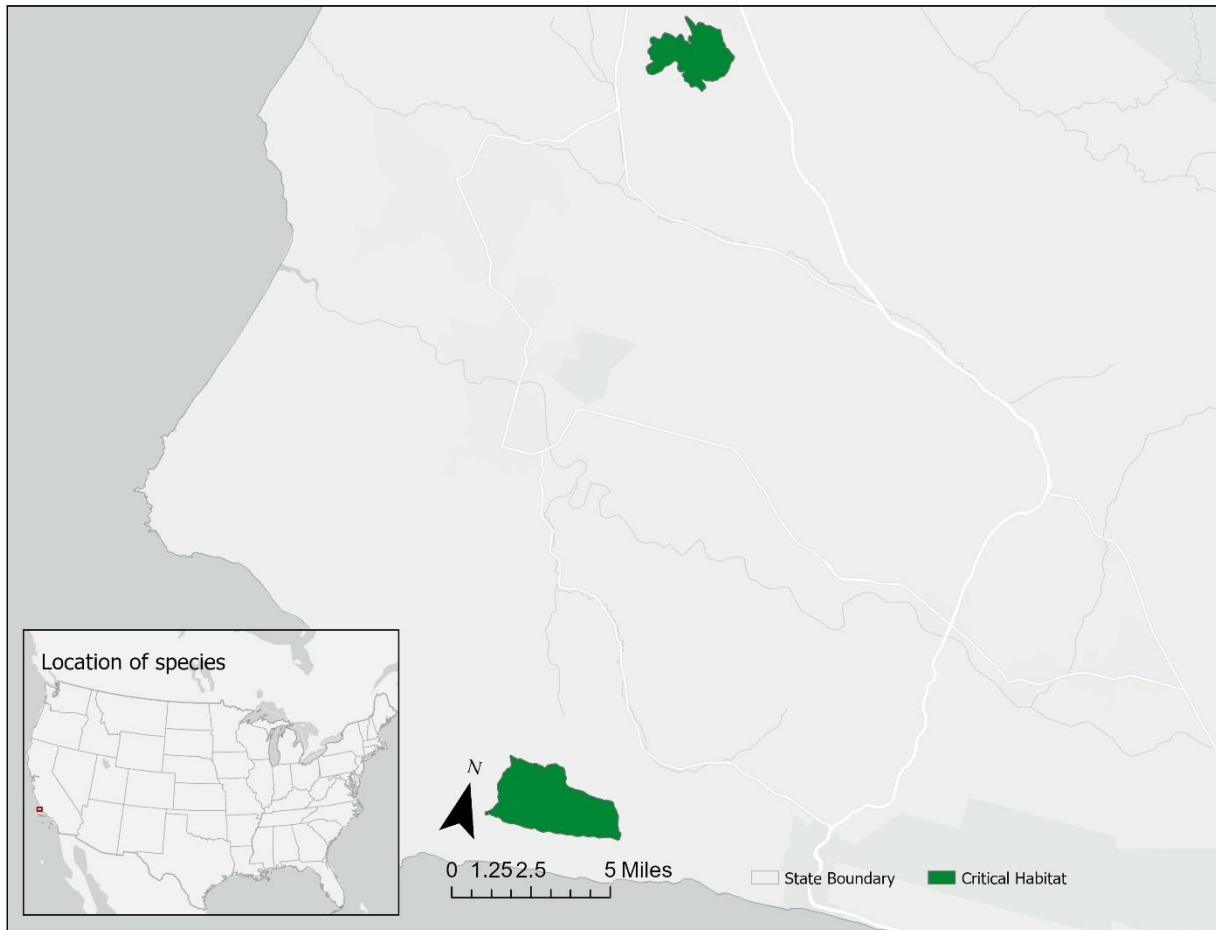 Location of species
N
0 1.25 2.5 5 Miles
State Boundary Critical Habitat